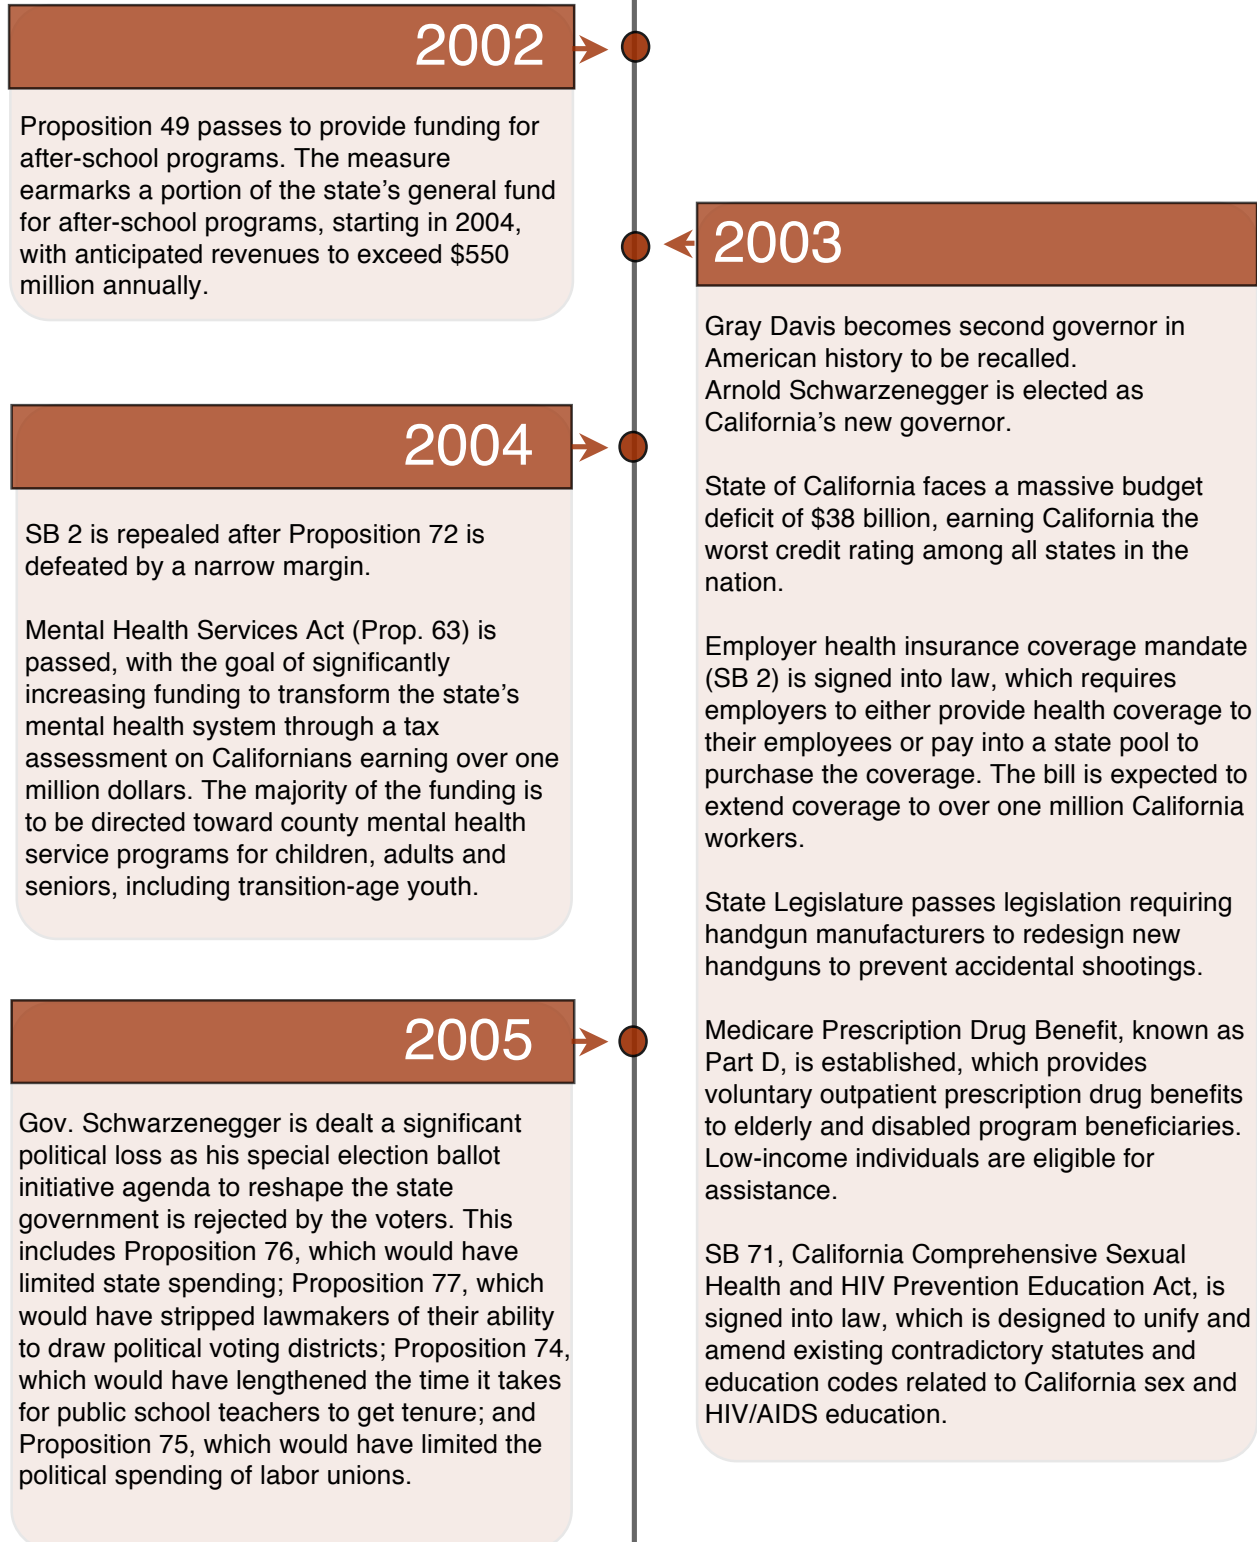 2002
Proposition 49 passes to provide funding for
after-school programs. The measure
earmarks a portion of the state’s general fund
for after-school programs, starting in 2004,
with anticipated revenues to exceed $550
million annually.
2003
Gray Davis becomes second governor in
American history to be recalled.
Arnold Schwarzenegger is elected as
California’s new governor.
State of California faces a massive budget
deficit of $38 billion, earning California the
worst credit rating among all states in the
nation.
Employer health insurance coverage mandate
(SB 2) is signed into law, which requires
employers to either provide health coverage to
their employees or pay into a state pool to
purchase the coverage. The bill is expected to
extend coverage to over one million California
workers.
State Legislature passes legislation requiring
handgun manufacturers to redesign new
handguns to prevent accidental shootings.
Medicare Prescription Drug Benefit, known as
Part D, is established, which provides
voluntary outpatient prescription drug benefits
to elderly and disabled program beneficiaries.
Low-income individuals are eligible for
assistance.
SB 71, California Comprehensive Sexual
Health and HIV Prevention Education Act, is
signed into law, which is designed to unify and
amend existing contradictory statutes and
education codes related to California sex and
HIV/AIDS education.
2004
SB 2 is repealed after Proposition 72 is
defeated by a narrow margin.
Mental Health Services Act (Prop. 63) is
passed, with the goal of significantly
increasing funding to transform the state’s
mental health system through a tax
assessment on Californians earning over one
million dollars. The majority of the funding is
to be directed toward county mental health
service programs for children, adults and
seniors, including transition-age youth.
2005
Gov. Schwarzenegger is dealt a significant
political loss as his special election ballot
initiative agenda to reshape the state
government is rejected by the voters. This
includes Proposition 76, which would have
limited state spending; Proposition 77, which
would have stripped lawmakers of their ability
to draw political voting districts; Proposition 74,
which would have lengthened the time it takes
for public school teachers to get tenure; and
Proposition 75, which would have limited the
political spending of labor unions.